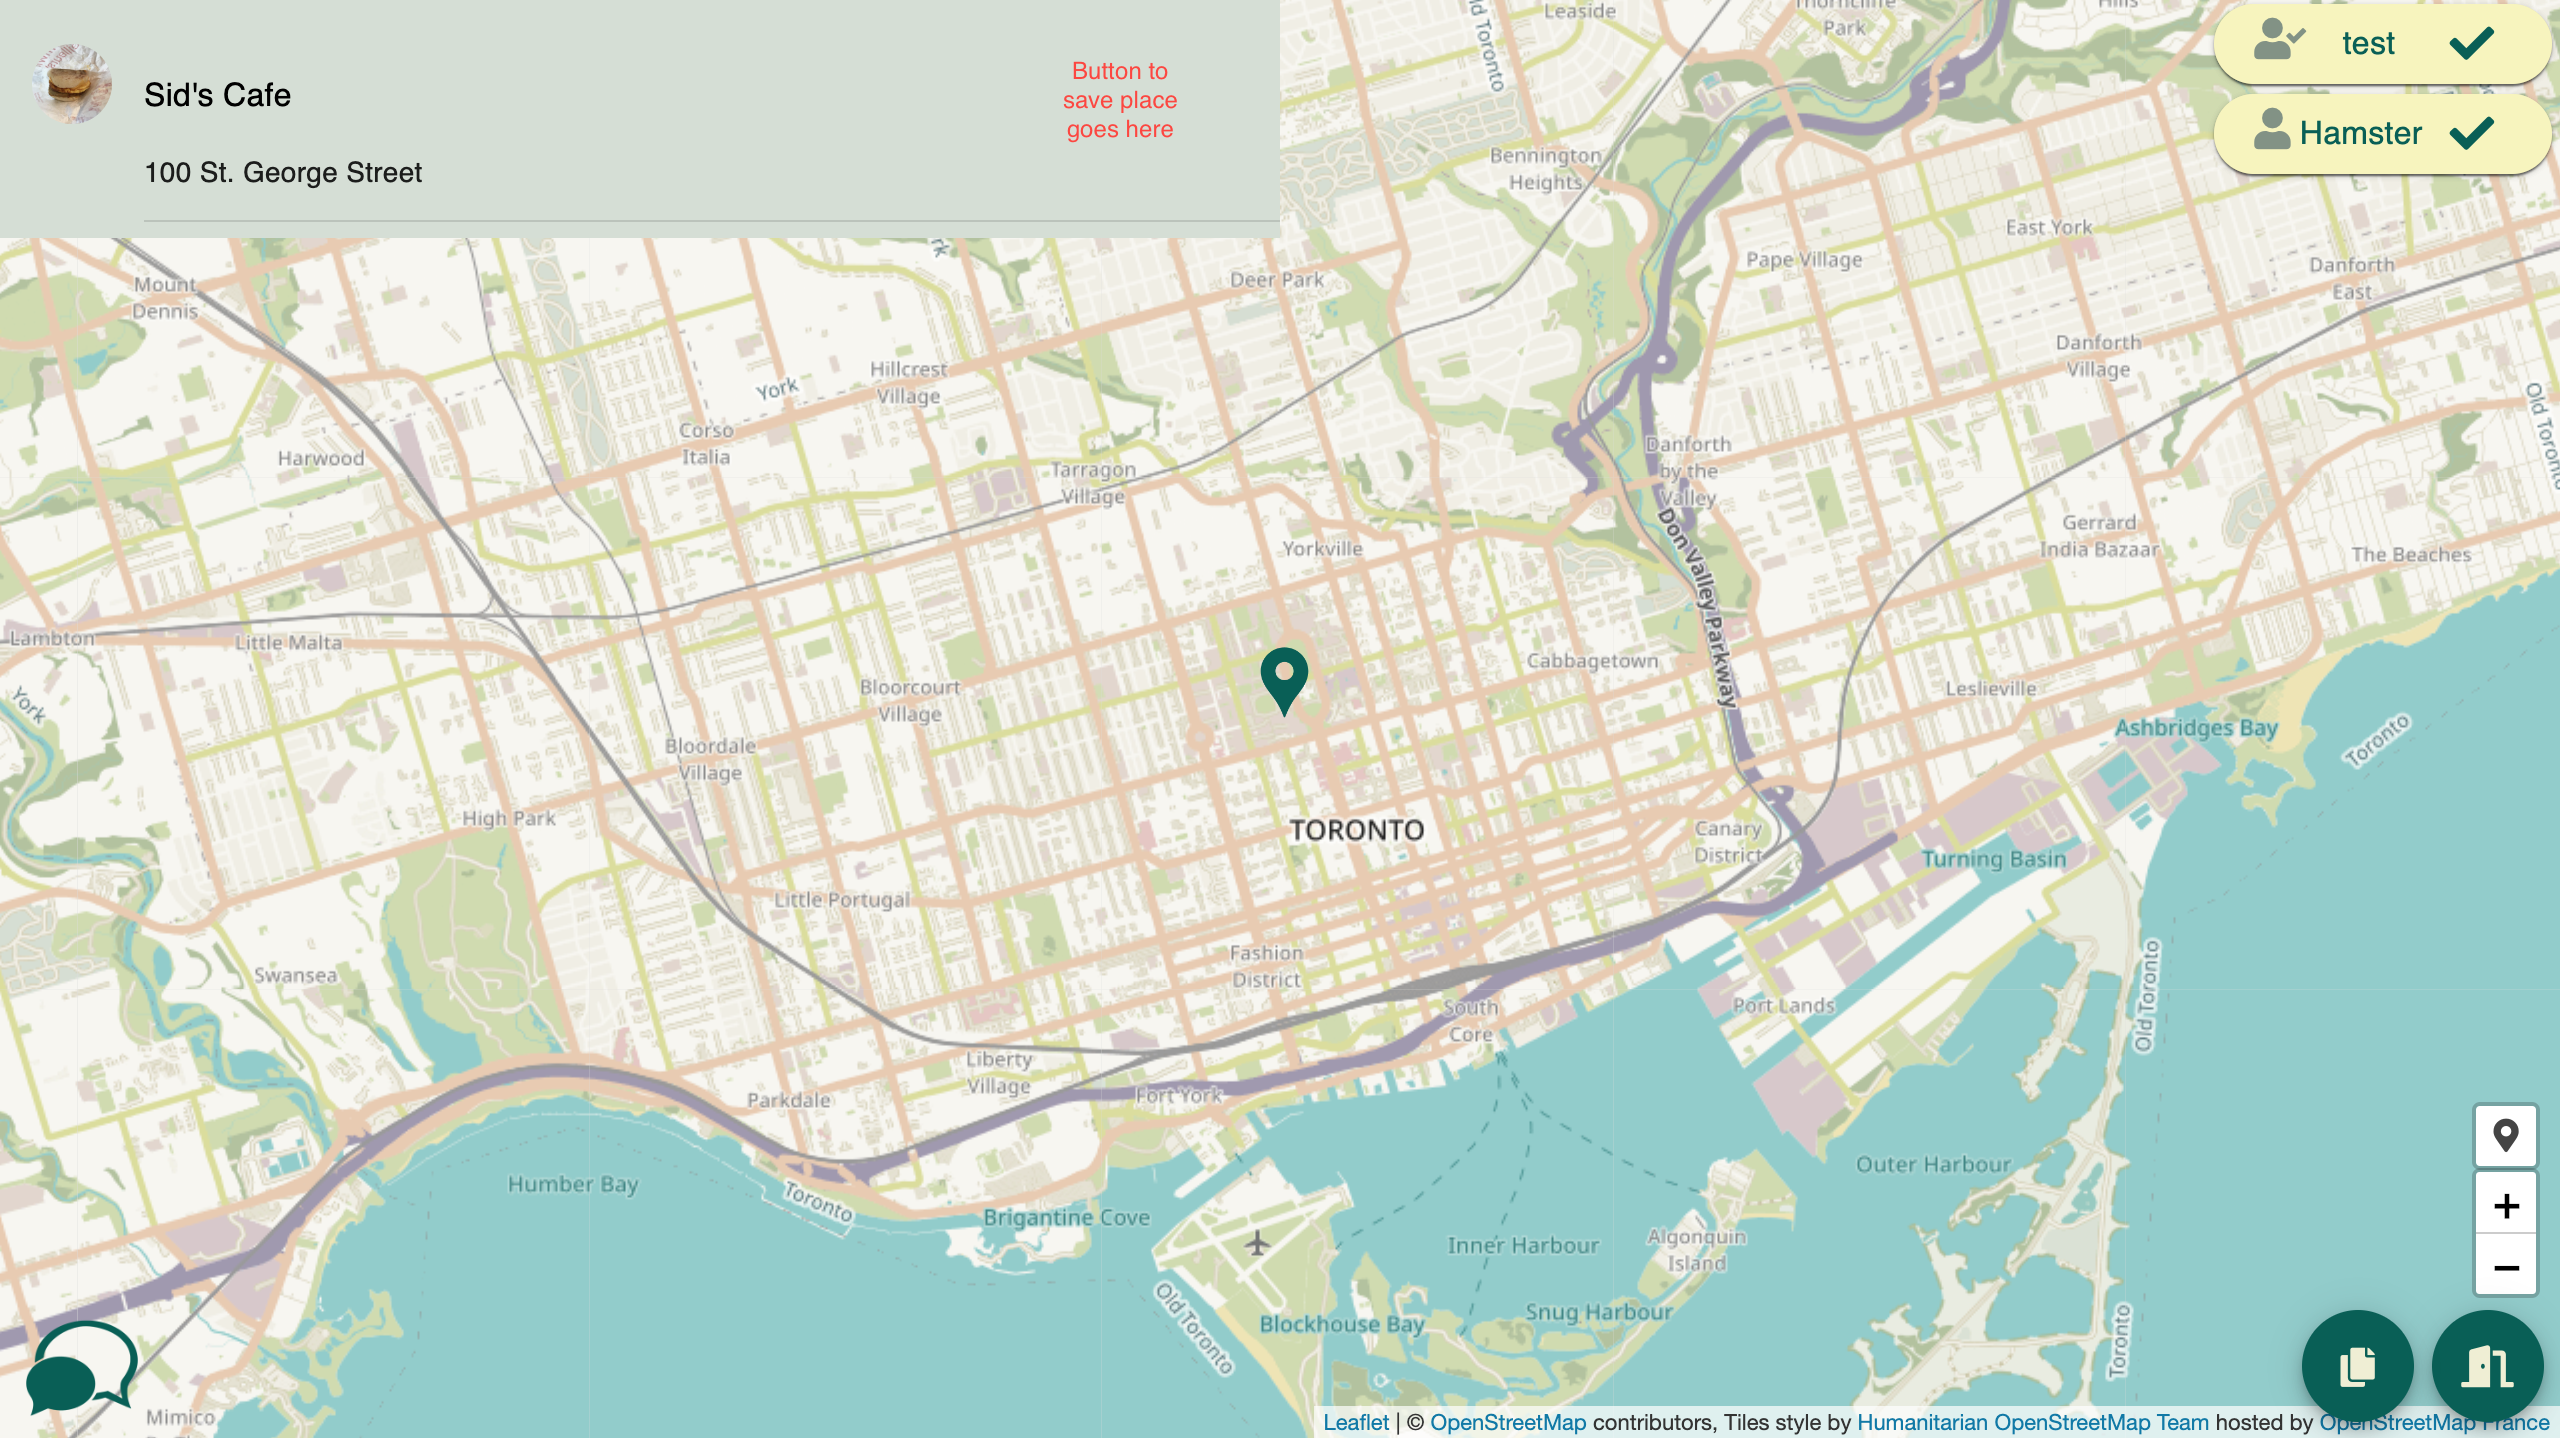 Sid's Cafe
100 St. George Street
Button to
save place
goes here
test
Hamster
Leaside
Thorncliffe
Park
Old Toronto
Bennington
Heights
East York
Pape Village
Danforth
East
Deer Park
Mount
Dennis
Danforth
Village
Hillcrest
Village
York
Old Toronto
Corso
Italia
Harwood
Danforth
by the
Valley
Tarragon
Village
Gerrard
India Bazaar
The Beaches
Yorkville
Don Valley Parkway
Lambton
Little Malta
Cabbagetown
Bloorcourt
Village
Leslieville
York
Ashbridges Bay
Toronto
Bloordale
Village
High Park
TORONTO
Canary
District
Turning Basin
Little Portugal
Fashion
District
Swansea
South
Core
Port Lands
Old Toronto
Liberty
Village
Fort York
Parkdale
Humber Bay
Toronto
Brigantine Cove
Outer Harbour
Inner Harbour
Algonquin
Island
+
−
Old Toronto
Blockhouse Bay
Snug Harbour
Toronto
Mimico
Leaflet | © OpenStreetMap contributors, Tiles style by Humanitarian OpenStreetMap Team hosted by OpenStreetMap France